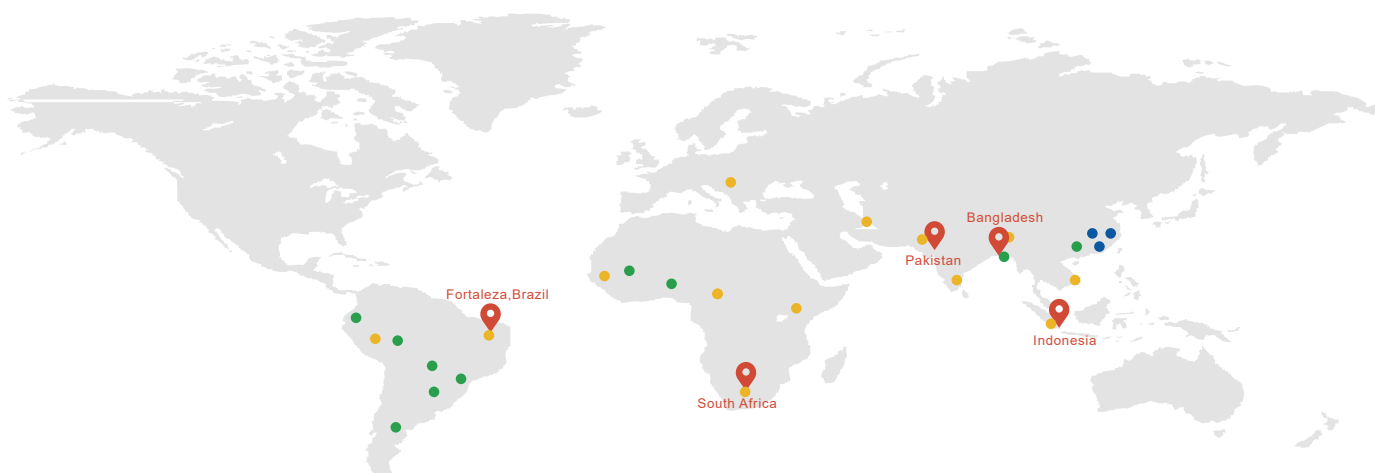 Bangladesh
Pakistan
Fortaleza,Brazil
Indonesia
South Africa